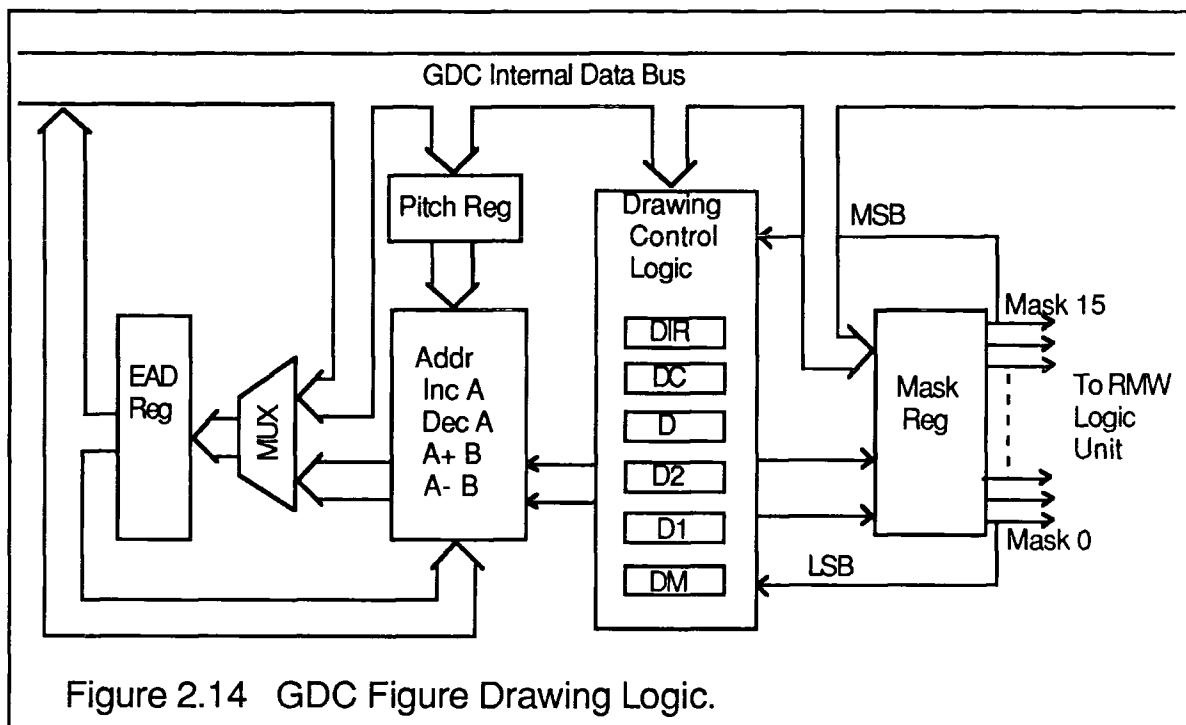 GDC Internal Data Bus
Pitch Reg
Drawing
Control
Logic
MSB
Mask 15
EAD
Reg
MUX
Addr
Inc A
Dec A
A+ B
A- B
DIR
DC
D
D2
D1
DM
Mask
Reg
To RMW
Logic
Unit
Mask 0
LSB
Figure 2.14 GDC Figure Drawing Logic.